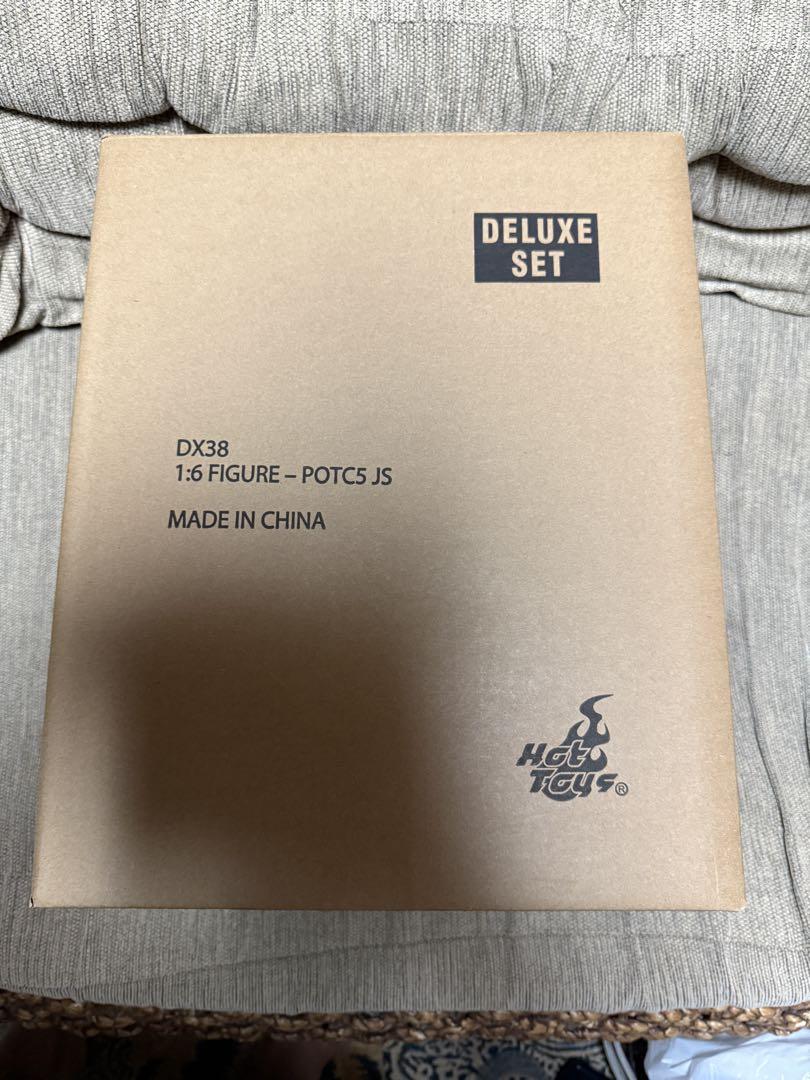 DELUXE
SET
DX38
1:6 FIGURE – POTC5 JS
MADE IN CHINA
Hot
Toys®